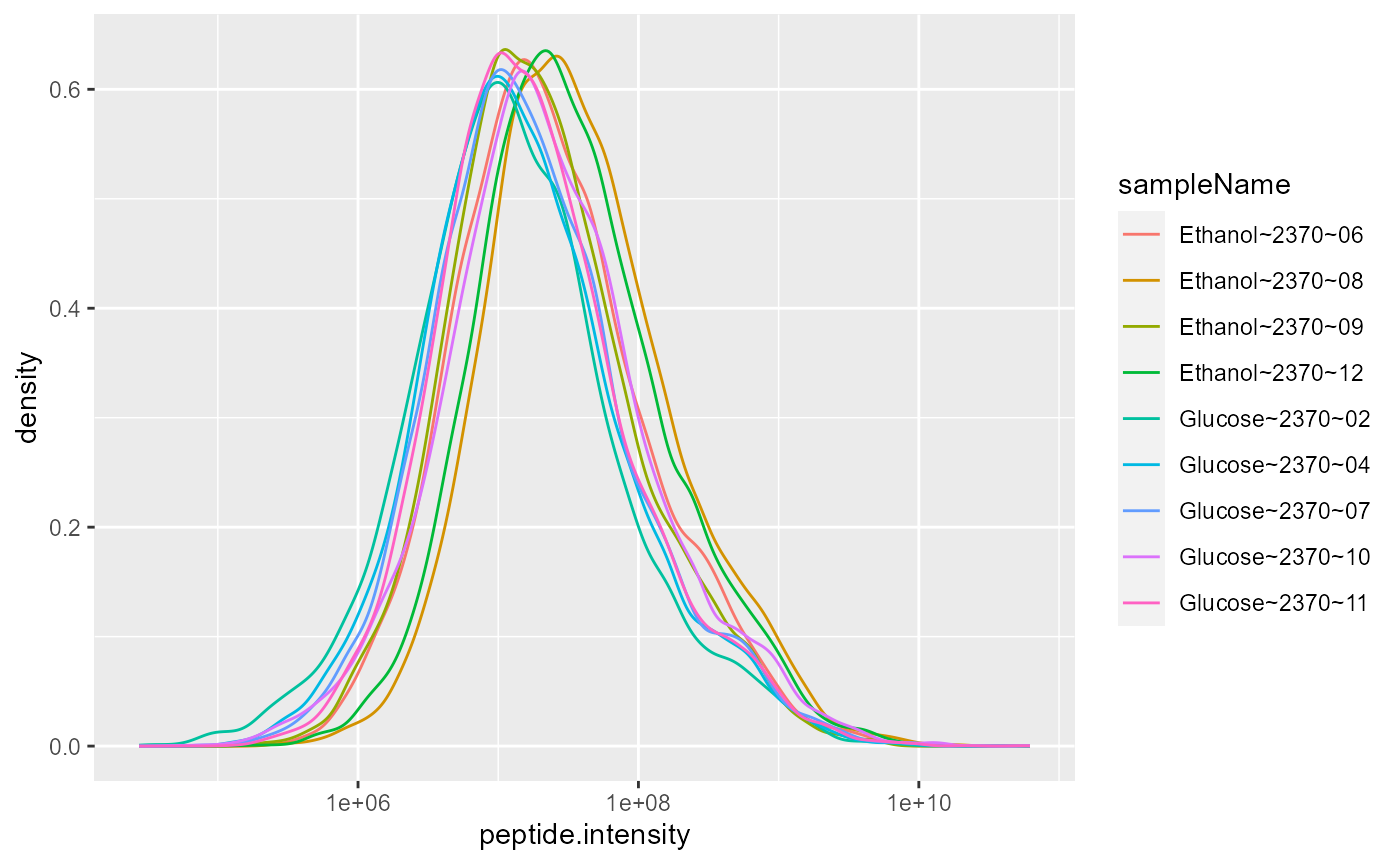 density
0.6
0.4
0.2
0.0
1e+06
1e+08
1e+10
peptide.intensity
sampleName
Ethanol~2370~06
Ethanol~2370~08
Ethanol~2370~09
Ethanol~2370~12
Glucose~2370~02
Glucose~2370~04
Glucose~2370~07
Glucose~2370~10
Glucose~2370~11